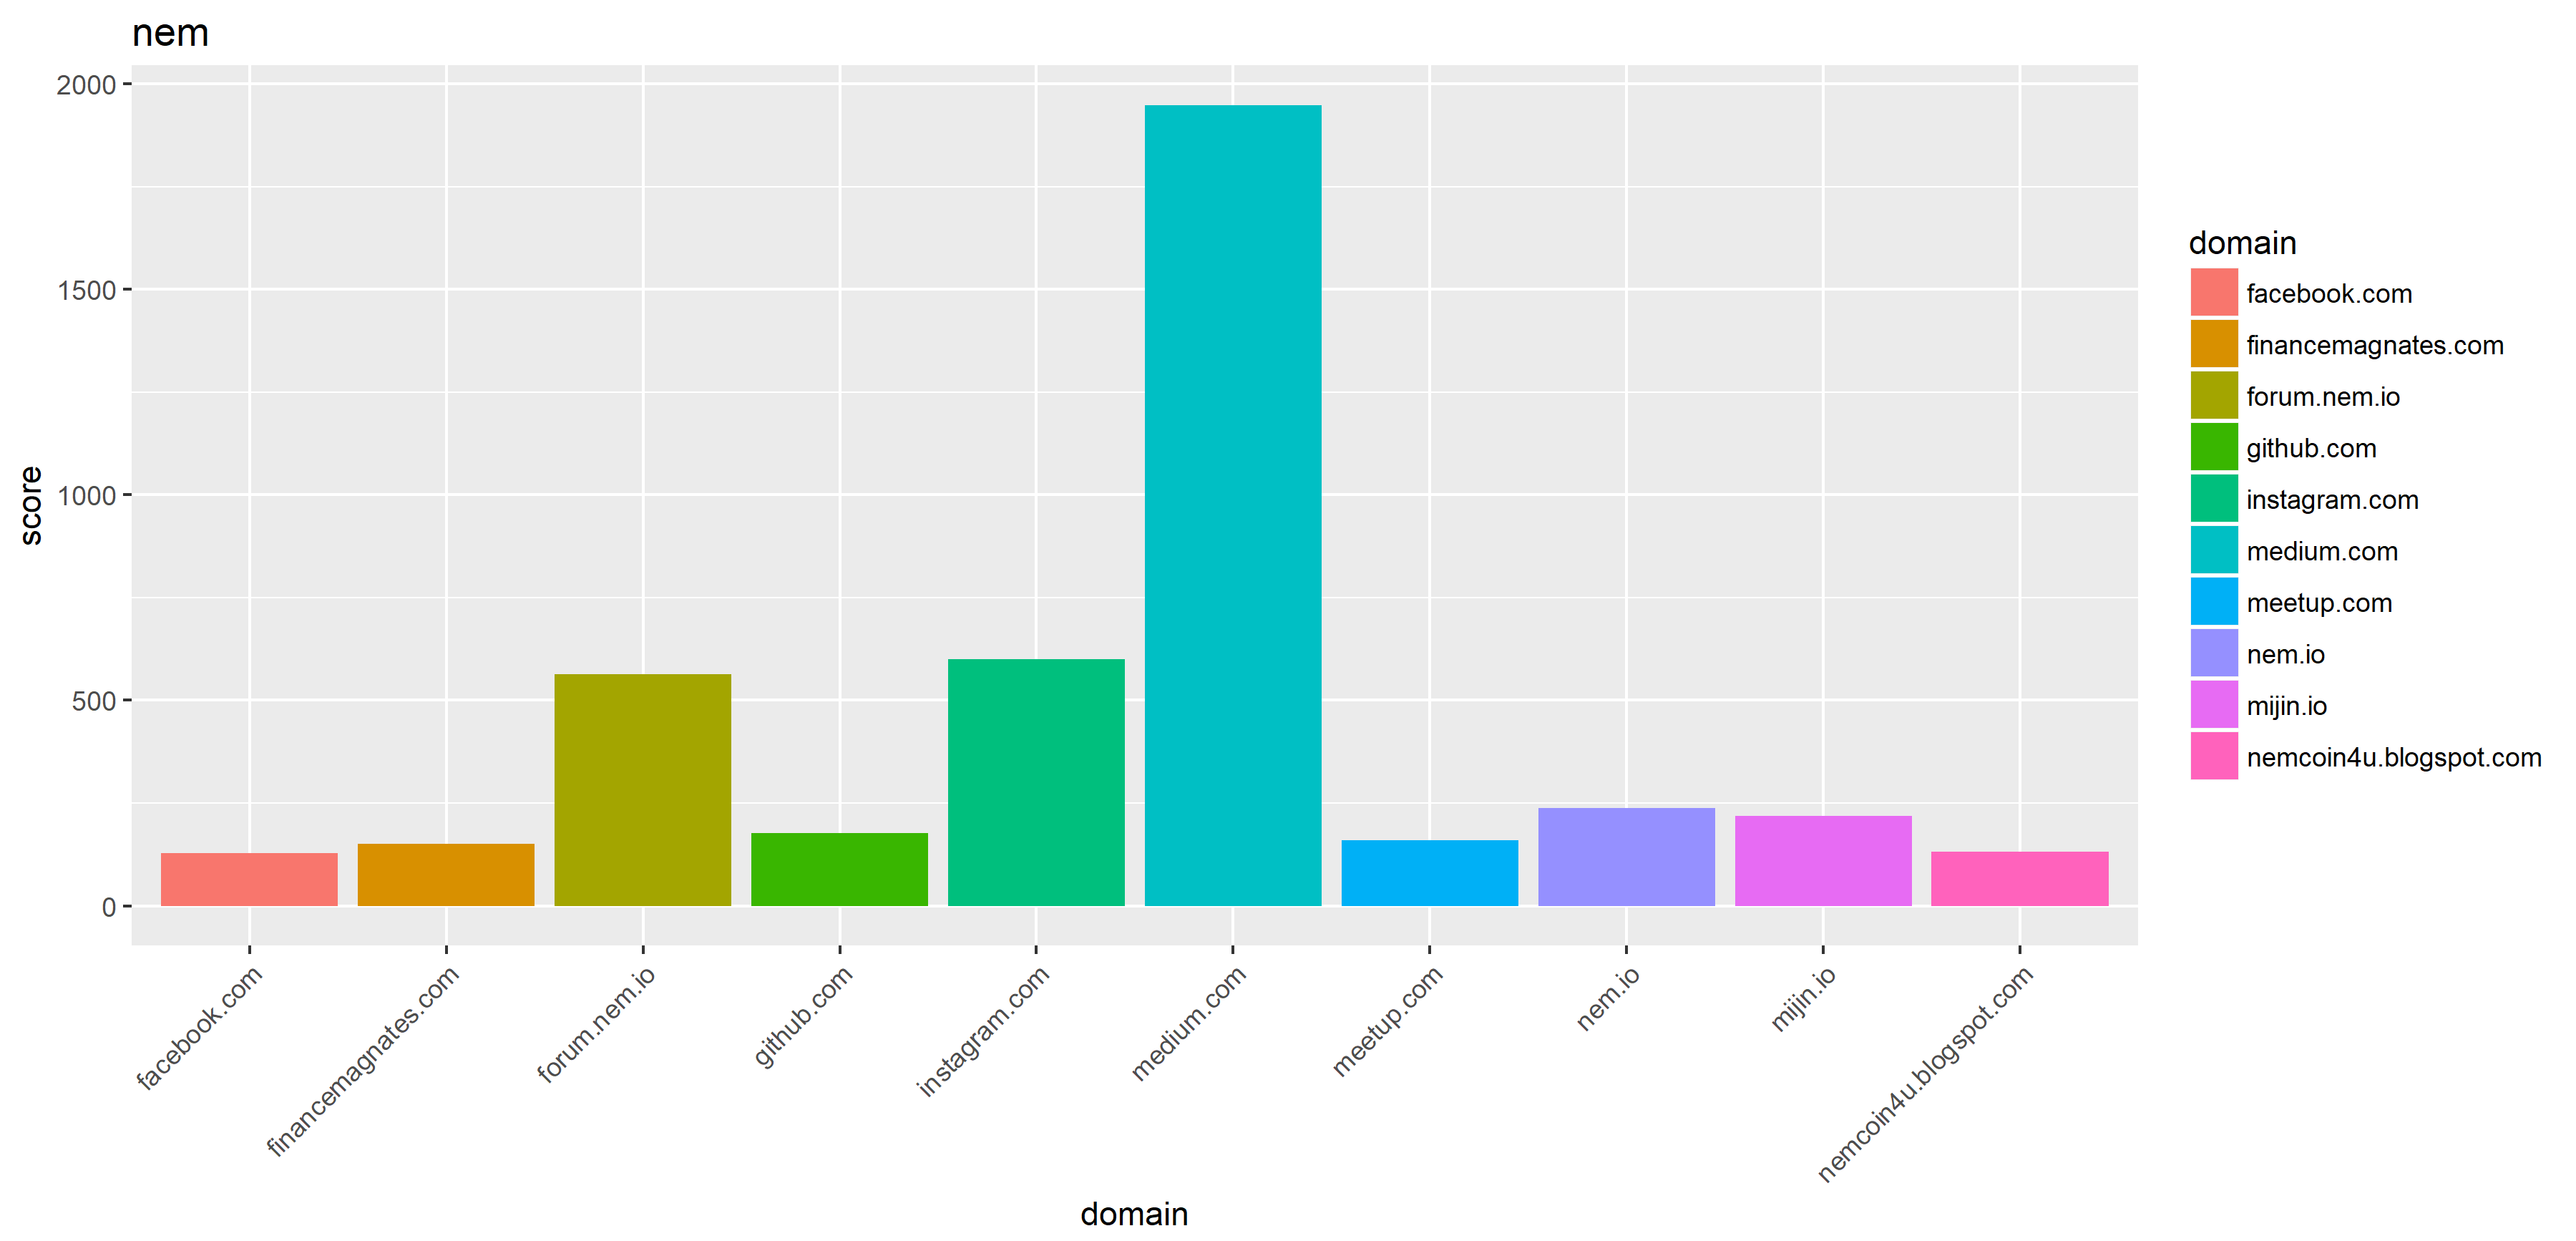 nem
2000
1500
1000
500
0
score
facebook.com
financemagnates.com
forum.nem.io
github.com
instagram.com
medium.com
meetup.com
nem.io
mijin.io
nemcoin4u.blogspot.com
domain
domain
facebook.com
financemagnates.com
forum.nem.io
github.com
instagram.com
medium.com
meetup.com
nem.io
mijin.io
nemcoin4u.blogspot.com